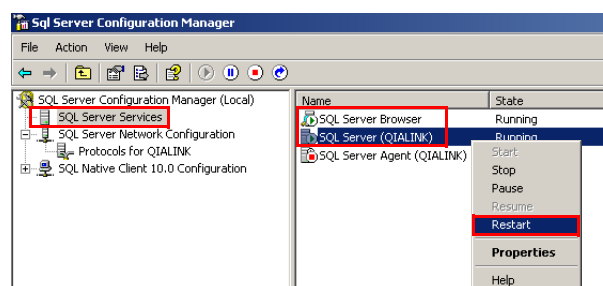 Sql Server Configuration Manager
File Action View Help
SQL Server Configuration Manager (Local)
SQL Server Services
SQL Server Network Configuration
Protocols for QIALINK
SQL Native Client 10.0 Configuration
Name State
SQL Server Browser Running
SQL Server (QIALINK) Running
SQL Server Agent (QIALINK)
Start
Stop
Pause
Resume
Restart
Properties
Help